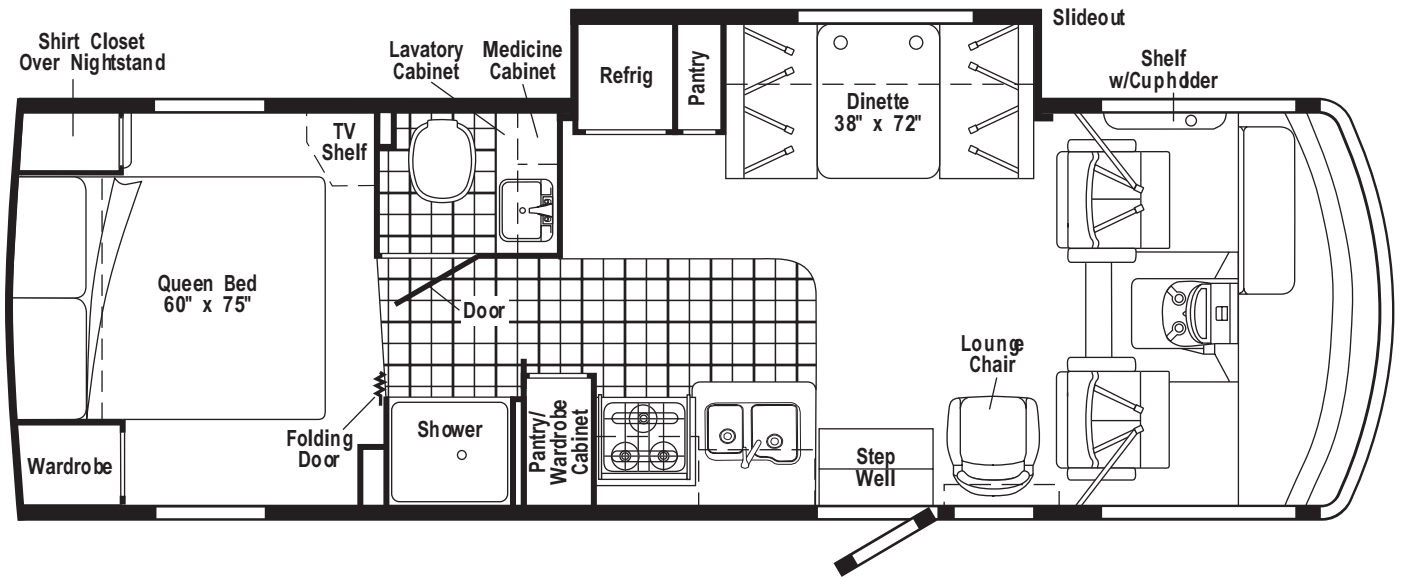 Slideout
Shirt Closet
Over Nightstand
Lavatory
Cabinet
Medicine
Cabinet
Refrig
Pantry
Dinette
38" x 72"
Shelf
w/Cuphdder
TV
Shelf
Queen Bed
60" x 75"
Door
Lounge
Chair
Folding
Door
Shower
Pantry/
Wardrobe
Cabinet
Step
Well
Wardrobe